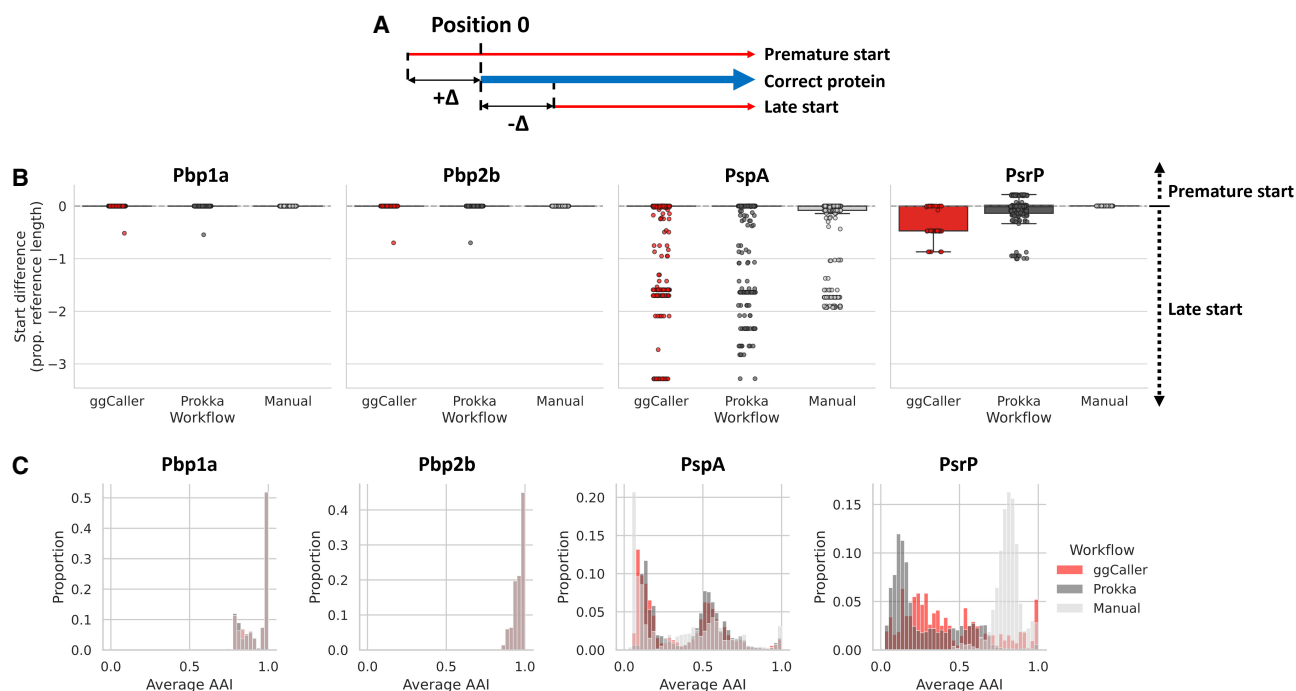 A
Position 0
Premature start
Correct protein
Late start
+Δ
-Δ
B
Pbp1a
Pbp2b
PspA
PsrP
Start difference
(prop. reference length)
0
−1
−2
−3
Premature start
Late start
ggCaller
Prokka
Manual
Workflow
ggCaller
Prokka
Manual
Workflow
ggCaller
Prokka
Manual
Workflow
ggCaller
Prokka
Manual
Workflow
C
Pbp1a
Proportion
0.5
0.4
0.3
0.2
0.1
0.0
0.0
0.5
1.0
Average AAI
Pbp2b
Proportion
0.4
0.3
0.2
0.1
0.0
0.0
0.5
1.0
Average AAI
PspA
Proportion
0.20
0.15
0.10
0.05
0.00
0.0
0.5
1.0
Average AAI
PsrP
Proportion
0.15
0.10
0.05
0.00
0.0
0.5
1.0
Average AAI
Workflow
ggCaller
Prokka
Manual